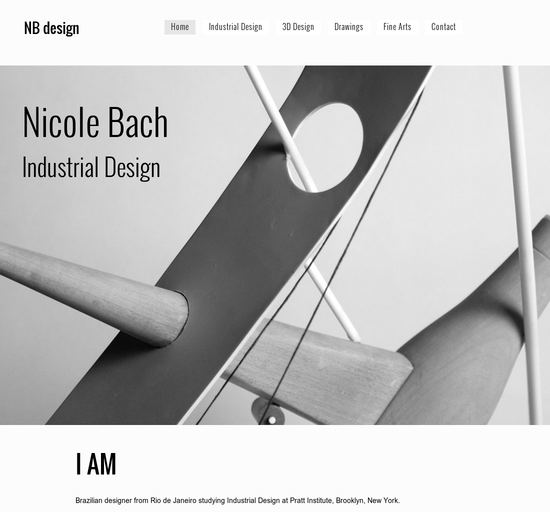 NB design
Home Industrial Design 3D Design Drawings Fine Arts Contact
Nicole Bach
Industrial Design
I AM
Brazilian designer from Rio de Janeiro studying Industrial Design at Pratt Institute, Brooklyn, New York.